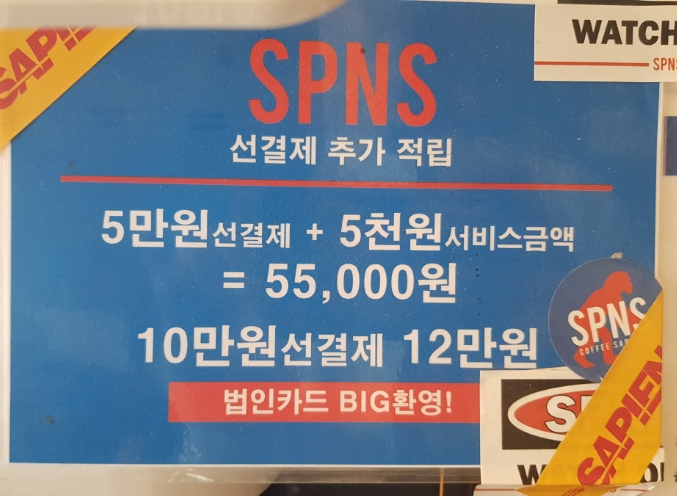 SAPIEN
WATCH
SPNS
SPNS
선결제 추가 적립
5만원선결제 + 5천원서비스금액
= 55,000원
10만원선결제 12만원
법인카드 BIG환영!
SPNS
COFFEE
SAPIEN